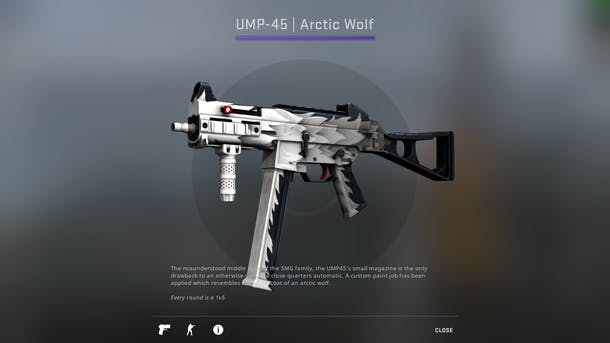 UMP-45 | Arctic Wolf
The misunderstood middle of the SMG family, the UMP45's small magazine is the only
drawback to an otherwise close-quarters automatic. A custom paint job has been
applied which resembles coat of an arctic wolf.
Every round is a 1v5
CLOSE